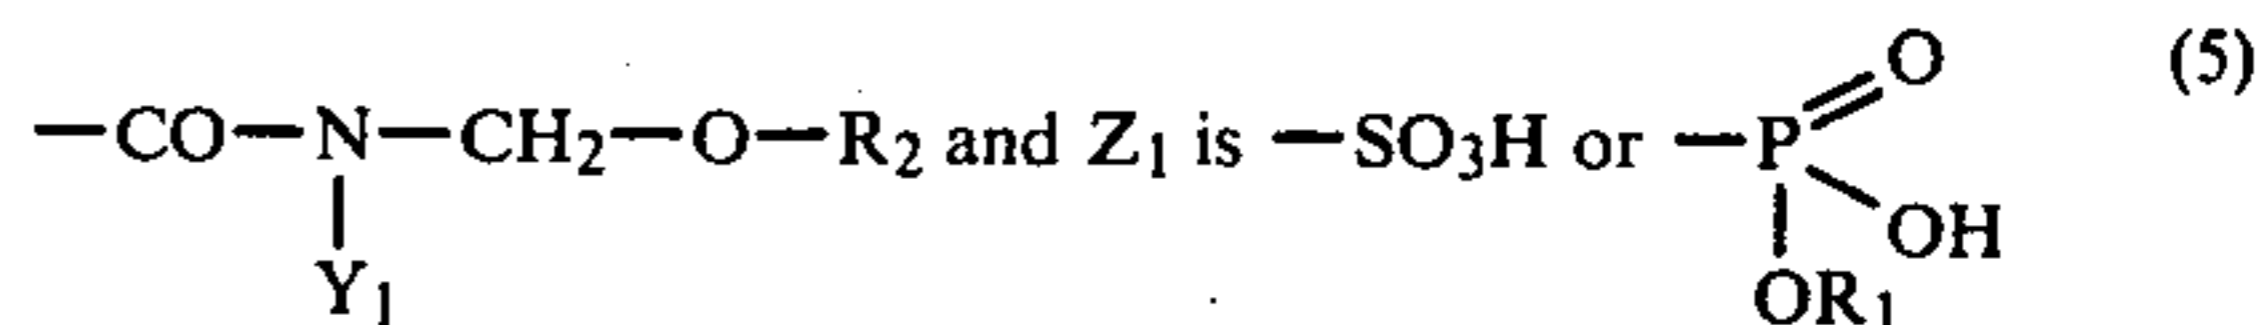 O (5)
—CO—N—CH2—O—R2 and Z1 is —SO3H or —P
OH
Y1 OR1